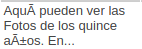 AquÃ pueden ver las
Fotos de los quince
aÃ±os. En...